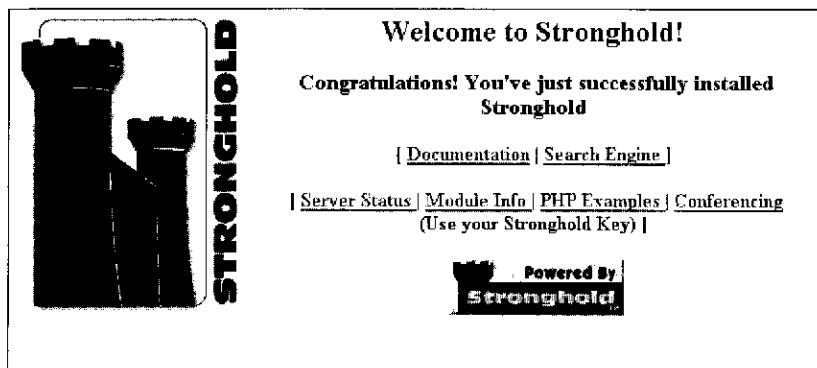 STRONGHOLD
Welcome to Stronghold!
Congratulations! You've just successfully installed
Stronghold
[ Documentation | Search Engine ]
[ Server Status | Module Info | PHP Examples | Conferencing
(Use your Stronghold Key) ]
Powered By
Stronghold